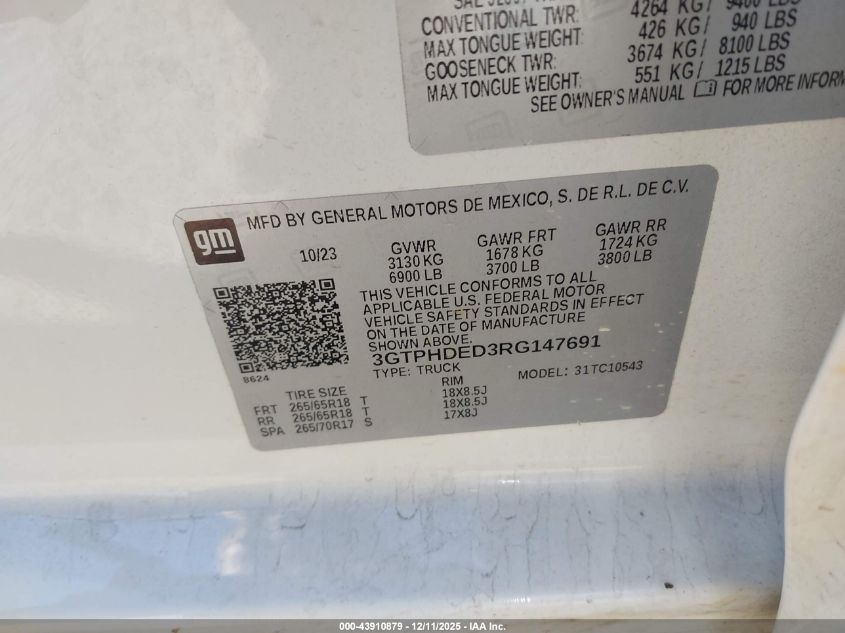 4264 KG/ 9400 LBS
CONVENTIONAL TWR: 426 KG/ 940 LBS
MAX TONGUE WEIGHT: 3674 KG/ 8100 LBS
GOOSENECK TWR: 551 KG/ 1215 LBS
MAX TONGUE WEIGHT:
SEE OWNER'S MANUAL FOR MORE INFORM
gm
MFD BY GENERAL MOTORS DE MEXICO, S. DE R.L. DE C.V.
10/23 GVWR GAWR FRT GAWR RR
3130 KG 1678 KG 1724 KG
6900 LB 3700 LB 3800 LB
THIS VEHICLE CONFORMS TO ALL
APPLICABLE U.S. FEDERAL MOTOR
VEHICLE SAFETY STANDARDS IN EFFECT
ON THE DATE OF MANUFACTURE
SHOWN ABOVE.
3GTPHDED3RG147691
8624
TYPE: TRUCK MODEL: 31TC10543
TIRE SIZE RIM
FRT 265/65R18 T 18X8.5J
RR 265/65R18 T 18X8.5J
SPA 265/70R17 S 17X8J
000-43910879 - 12/11/2025 - IAA Inc.